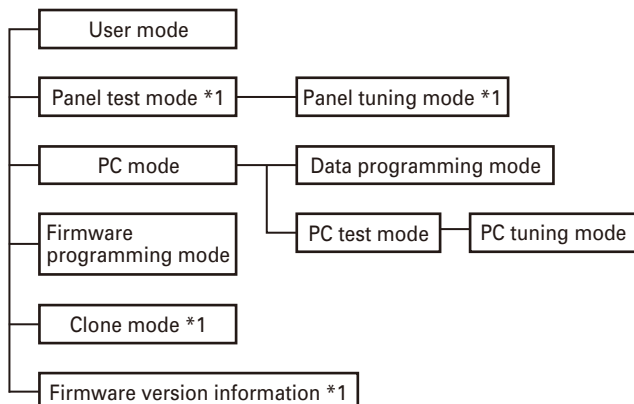 User mode
Panel test mode *1
Panel tuning mode *1
PC mode
Data programming mode
PC test mode
PC tuning mode
Firmware
programming mode
Clone mode *1
Firmware version information *1